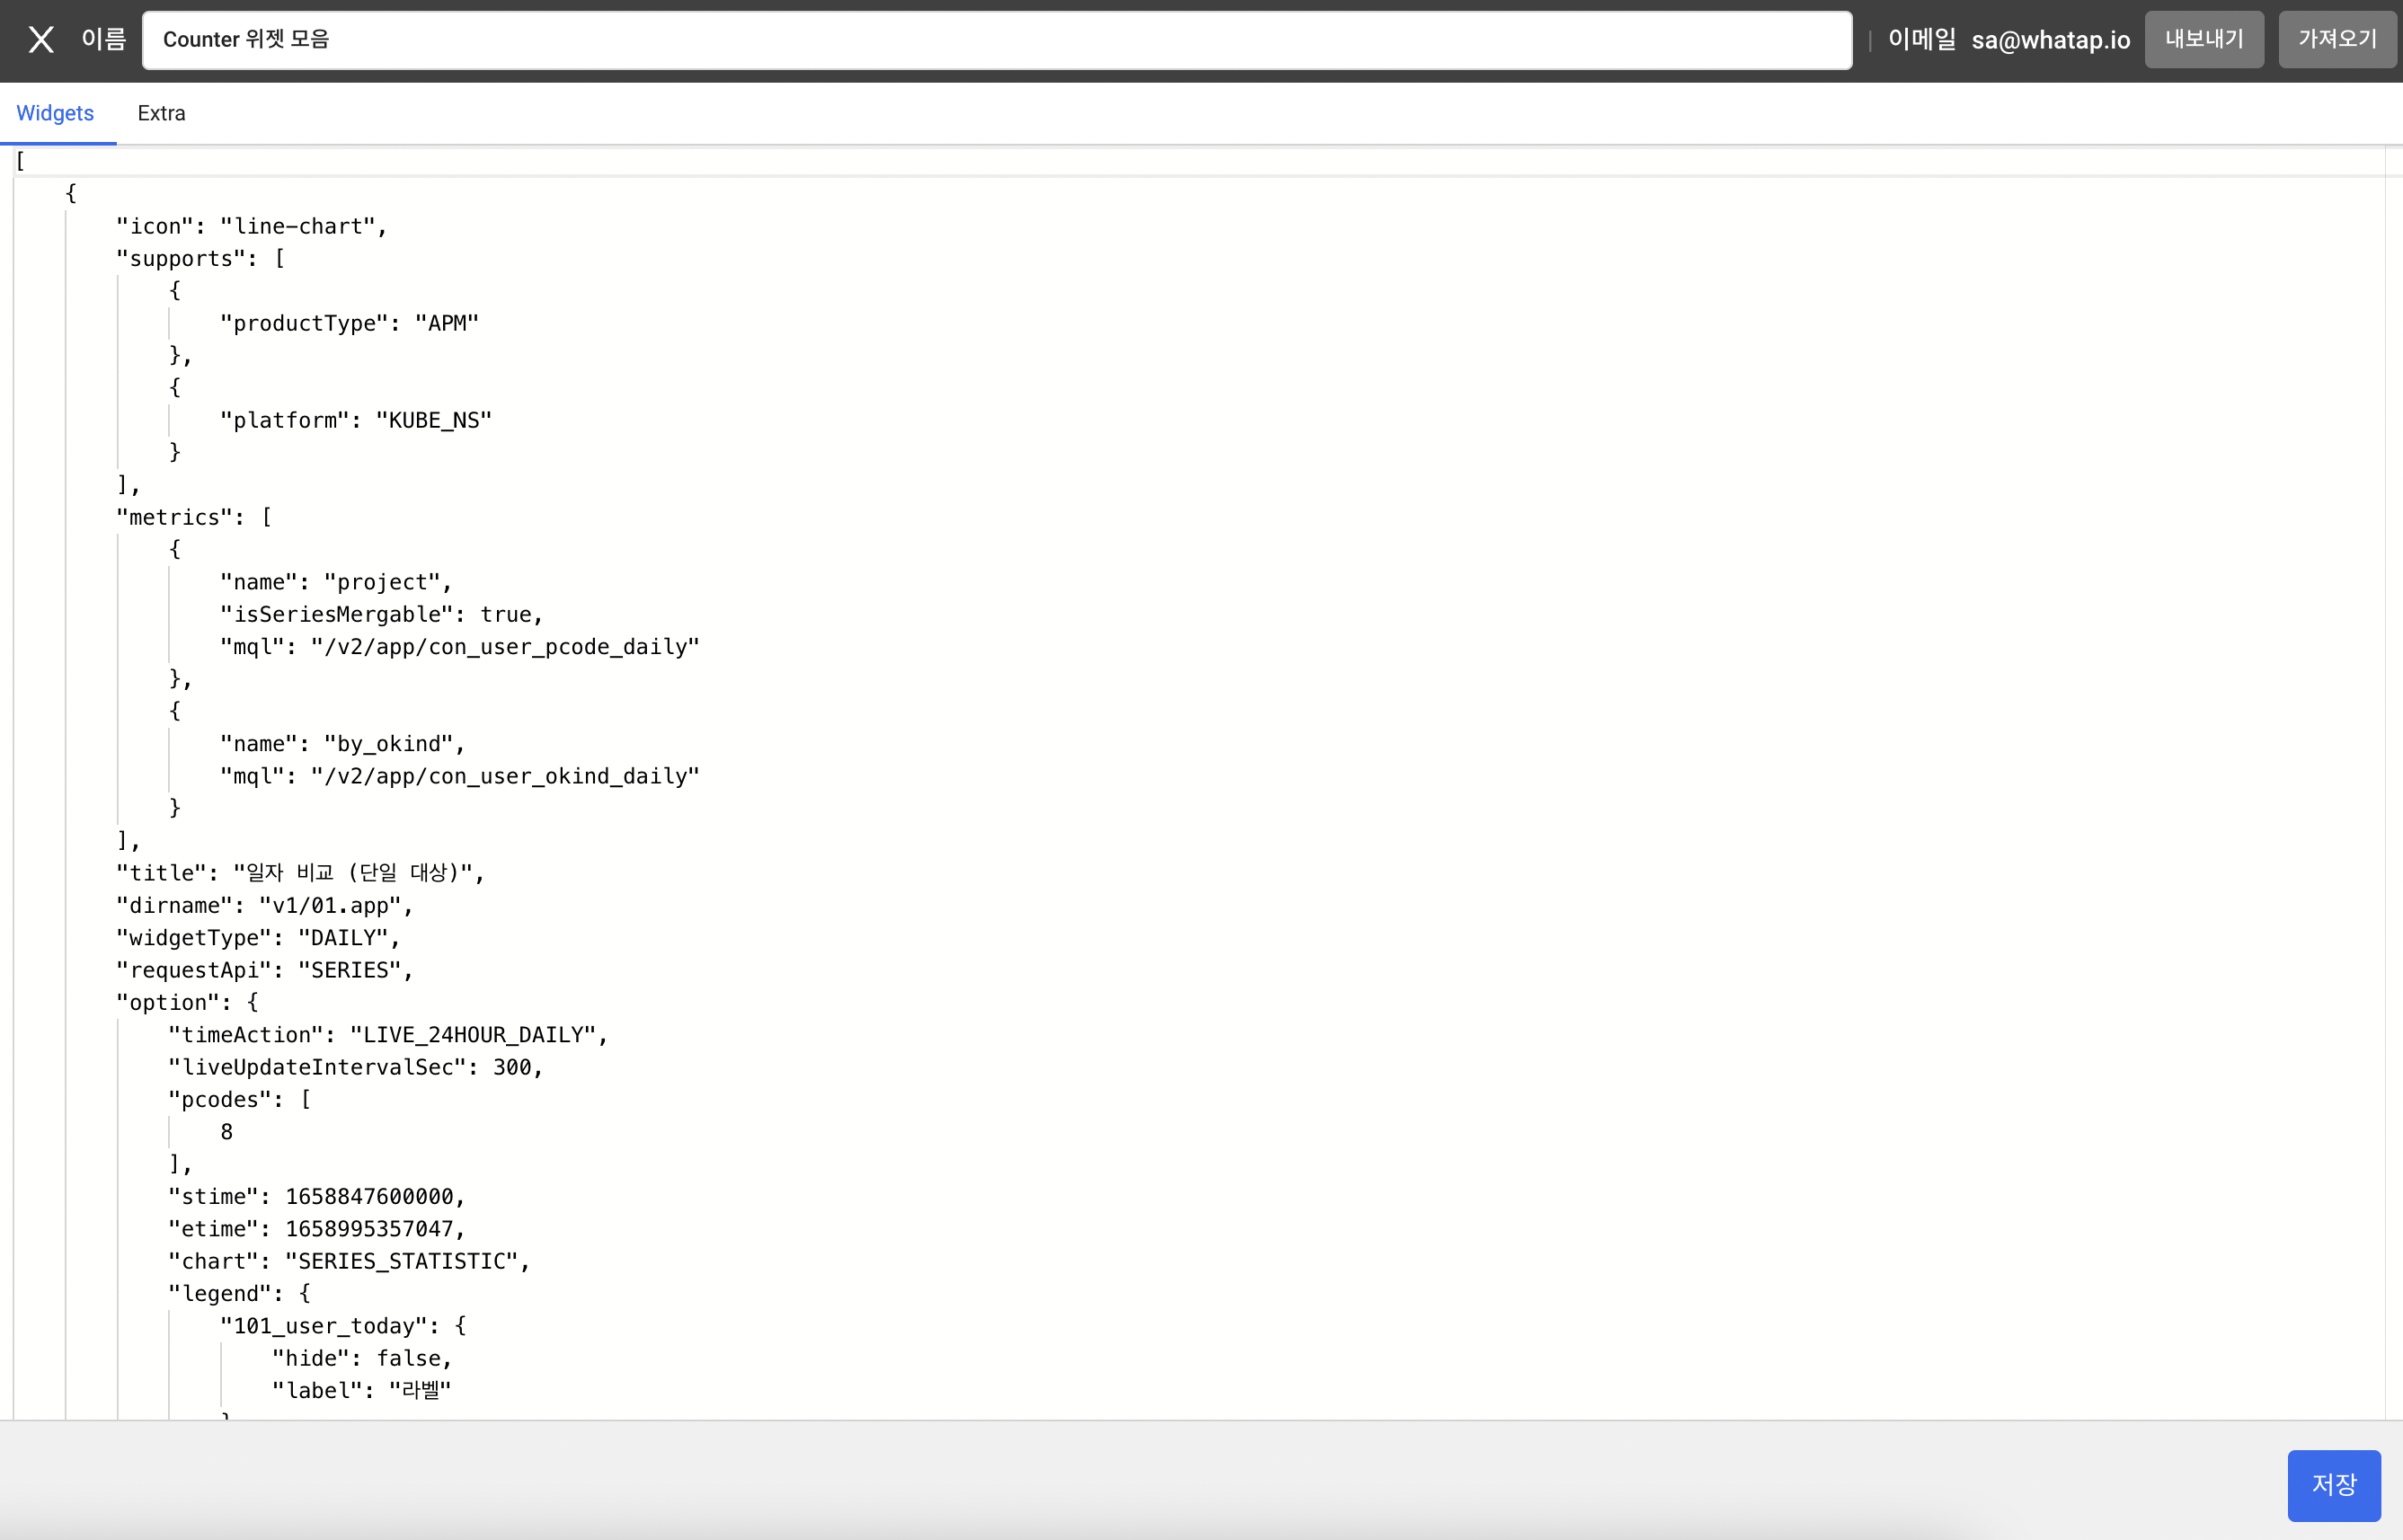 이름 Counter 위젯 모음 | 이메일 sa@whatap.io 내보내기 가져오기
Widgets Extra
[
{
"icon": "line-chart",
"supports": [
{
"productType": "APM"
},
{
"platform": "KUBE_NS"
}
],
"metrics": [
{
"name": "project",
"isSeriesMergable": true,
"mql": "/v2/app/con_user_pcode_daily"
},
{
"name": "by_okind",
"mql": "/v2/app/con_user_okind_daily"
}
],
"title": "일자 비교 (단일 대상)",
"dirname": "v1/01.app",
"widgetType": "DAILY",
"requestApi": "SERIES",
"option": {
"timeAction": "LIVE_24HOUR_DAILY",
"liveUpdateIntervalSec": 300,
"pcodes": [
8
],
"stime": 1658847600000,
"etime": 1658995357047,
"chart": "SERIES_STATISTIC",
"legend": {
"101_user_today": {
"hide": false,
"label": "라벨"
저장